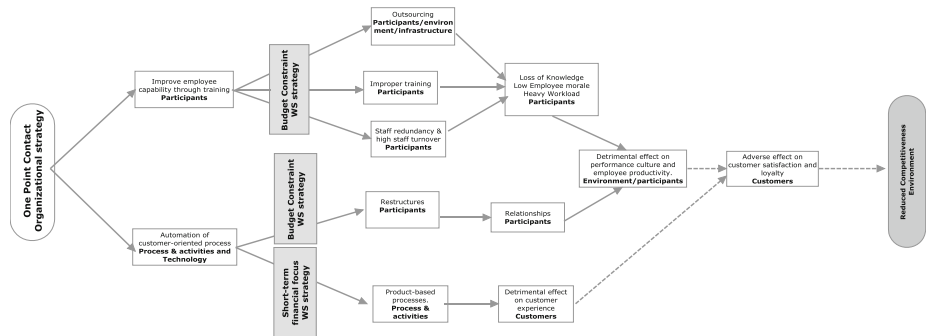 One Point Contact
Organizational strategy
Improve employee
capability through training
Participants
Automation of
customer-oriented process
Process & activities and
Technology
Budget Constraint
WS strategy
Budget Constraint
WS strategy
Short-term
financial focus
WS strategy
Outsourcing
Participants/environ
ment/infrastructure
Improper training
Participants
Staff redundancy &
high staff turnover
Participants
Restructures
Participants
Product-based
processes.
Process &
activities
Loss of Knowledge
Low Employee morale
Heavy Workload
Participants
Relationships
Participants
Detrimental effect
on customer
experience
Customers
Detrimental effect on
performance culture and
employee productivity.
Environment/participants
Adverse effect on
customer satisfaction and
loyalty
Customers
Reduced Competitiveness
Environment